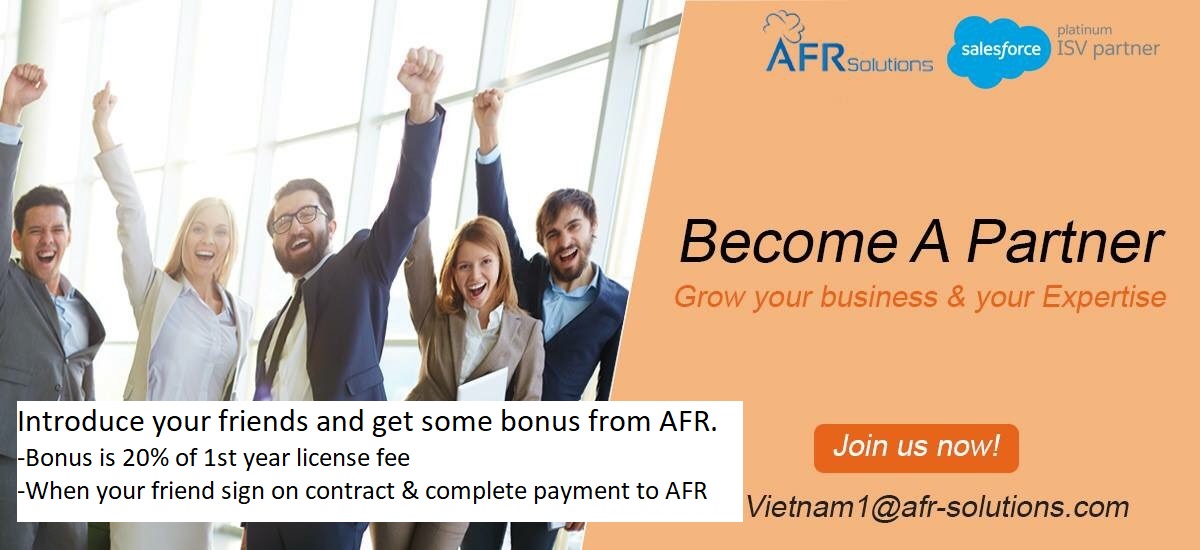 AFR Solutions
salesforce
platinum
ISV partner
Become A Partner
Grow your business & your Expertise
Introduce your friends and get some bonus from AFR.
-Bonus is 20% of 1st year license fee
-When your friend sign on contract & complete payment to AFR
Join us now!
Vietnam1@afr-solutions.com